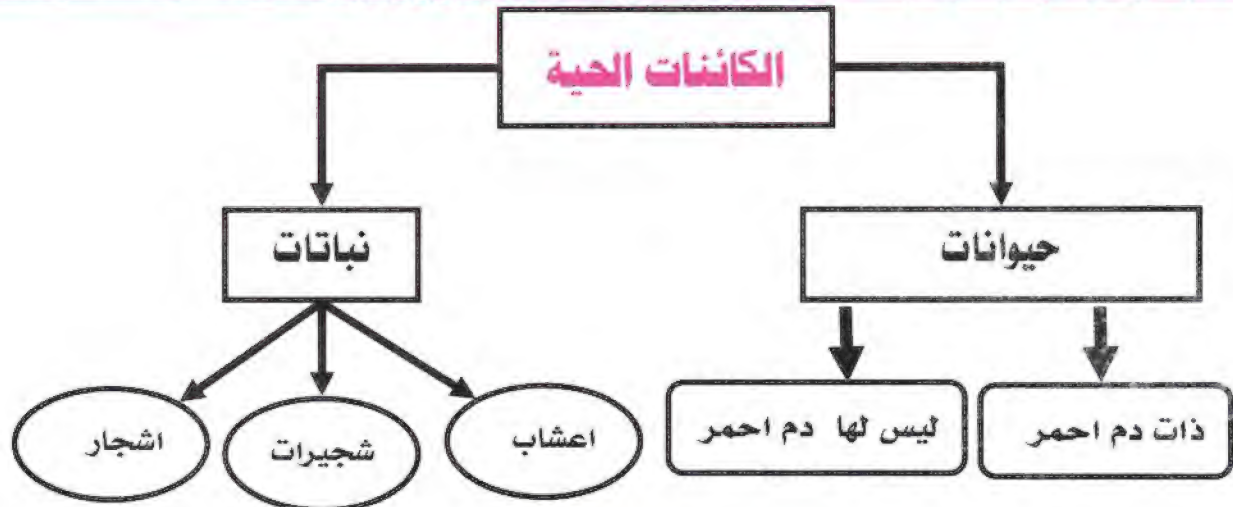 الكائنات الحية
حيوانات
نباتات
ذات دم احمر
ليس لها دم احمر
اعشاب
شجيرات
اشجار